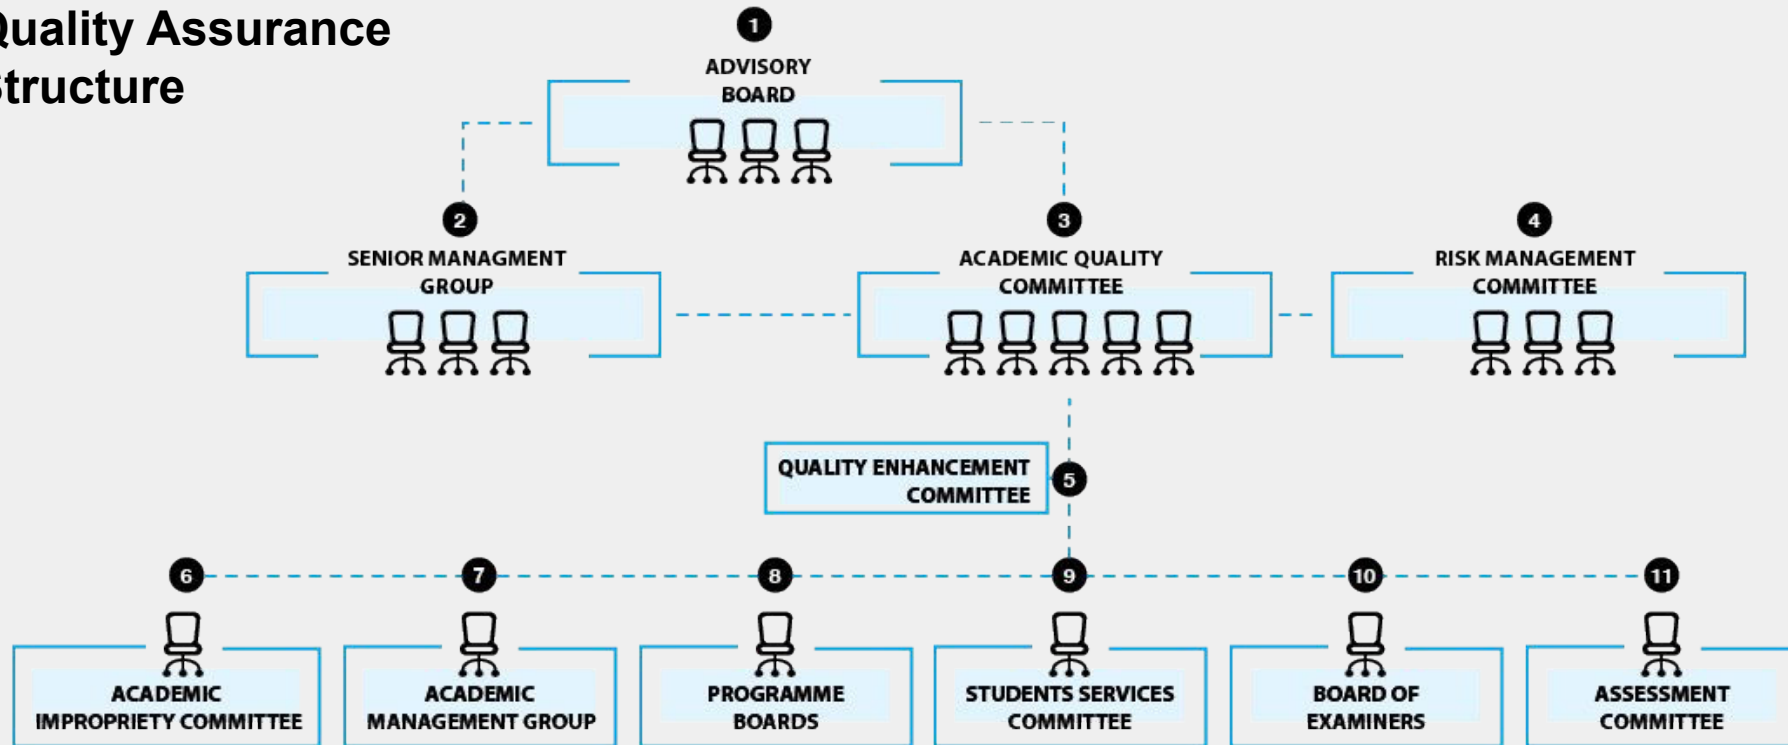 Quality Assurance
Structure
1
ADVISORY
BOARD
2
SENIOR MANAGMENT
GROUP
3
ACADEMIC QUALITY
COMMITTEE
4
RISK MANAGEMENT
COMMITTEE
QUALITY ENHANCEMENT
COMMITTEE
5
6
ACADEMIC
IMPROPRIETY COMMITTEE
7
ACADEMIC
MANAGEMENT GROUP
8
PROGRAMME
BOARDS
9
STUDENTS SERVICES
COMMITTEE
10
BOARD OF
EXAMINERS
11
ASSESSMENT
COMMITTEE